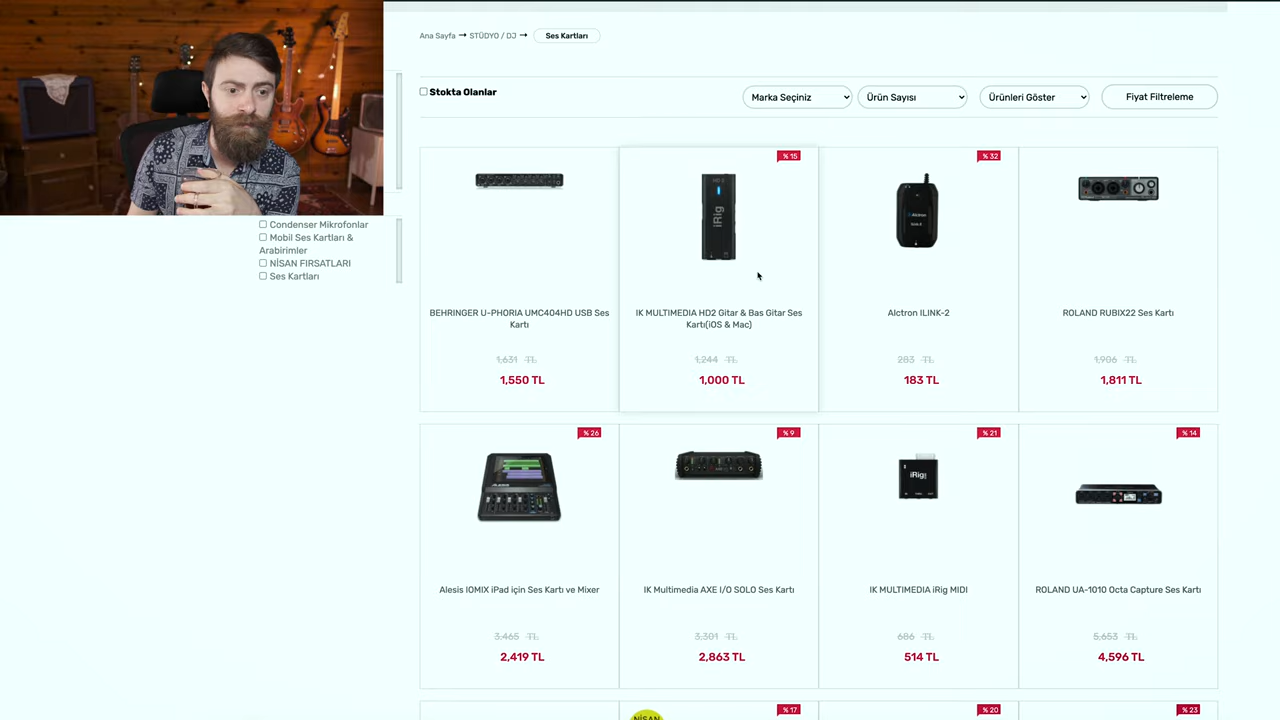 Ana Sayfa → STÜDYO / DJ → Ses Kartları
Stokta Olanlar
Marka Seçiniz
Ürün Sayısı
Ürünleri Göster
Fiyat Filtreleme
Condenser Mikrofonlar
Mobil Ses Kartları &
Arabirimler
NİSAN FIRSATLARI
Ses Kartları
BEHRINGER U-PHORIA UMC404HD USB Ses
Kartı
1,631 TL
1,550 TL
% 15
iRig
IK MULTIMEDIA HD2 Gitar & Bas Gitar Ses
Kartı(iOS & Mac)
1,244 TL
1,000 TL
% 32
Alctron
Alctron ILINK-2
283 TL
183 TL
ROLAND RUBIX22 Ses Kartı
1,906 TL
1,811 TL
% 26
Alesis IOMIX iPad için Ses Kartı ve Mixer
3,465 TL
2,419 TL
% 9
IK Multimedia AXE I/O SOLO Ses Kartı
3,301 TL
2,863 TL
% 21
iRig
IK MULTIMEDIA iRig MIDI
686 TL
514 TL
% 14
ROLAND UA-1010 Octa Capture Ses Kartı
5,653 TL
4,596 TL
NİSAN
% 17
% 20
% 23